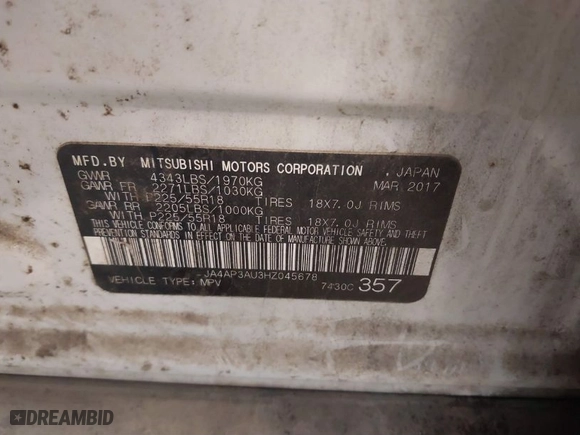 MFD. BY MITSUBISHI MOTORS CORPORATION , JAPAN
GVWR 4343LBS/1970KG MAR. 2017
GAWR FR 2271LBS/1030KG
WITH P225/55R18 TIRES 18X7.0J RIMS
GAWR RR 2205LBS/1000KG
WITH P225/55R18 TIRES 18X7.0J RIMS
THIS VEHICLE CONFORMS TO ALL APPLICABLE FEDERAL MOTOR VEHICLE SAFETY AND THEFT
PREVENTION STANDARDS IN EFFECT ON THE DATE OF MANUFACTURE SHOWN ABOVE.
JA4AP3AU3HZ045678
VEHICLE TYPE: MPV 7430C 357
DREAMBID